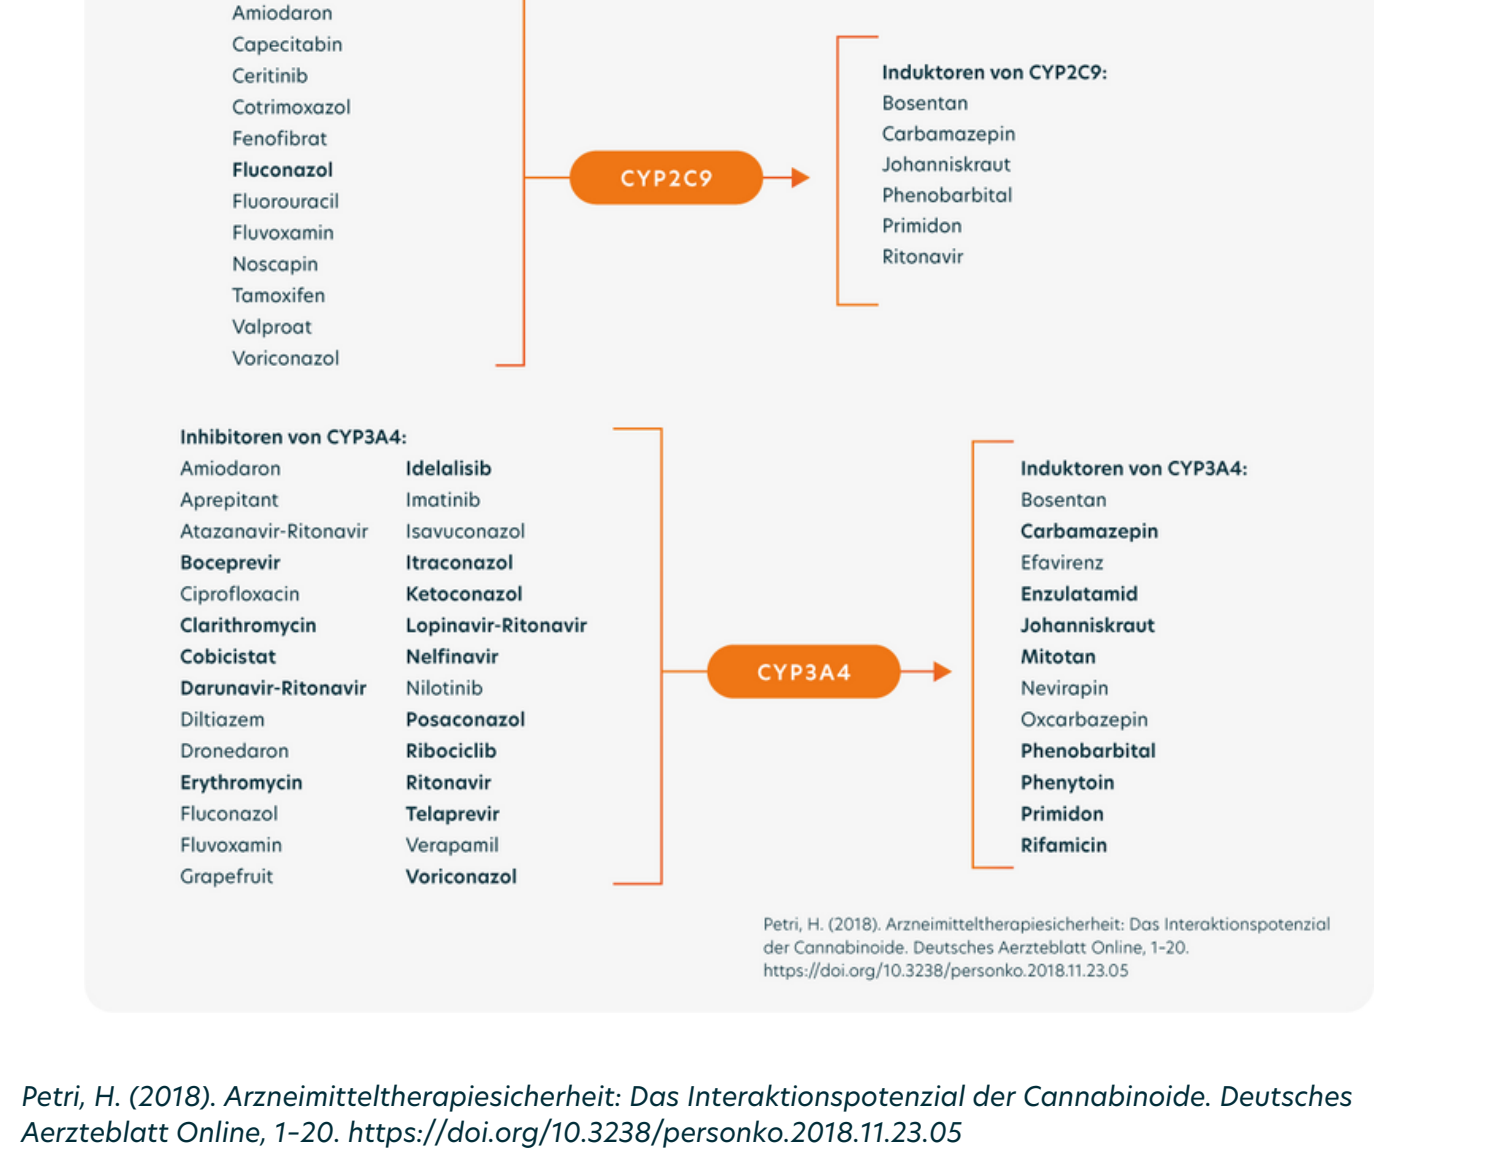 Amiodaron
Capecitabin
Ceritinib
Cotrimoxazol
Fenofibrat
Fluconazol
Fluorouracil
Fluvoxamin
Noscapin
Tamoxifen
Valproat
Voriconazol
CYP2C9
Induktoren von CYP2C9:
Bosentan
Carbamazepin
Johanniskraut
Phenobarbital
Primidon
Ritonavir
Inhibitoren von CYP3A4:
Amiodaron
Aprepitant
Atazanavir-Ritonavir
Boceprevir
Ciprofloxacin
Clarithromycin
Cobicistat
Darunavir-Ritonavir
Diltiazem
Dronedaron
Erythromycin
Fluconazol
Fluvoxamin
Grapefruit
Idelalisib
Imatinib
Isavuconazol
Itraconazol
Ketoconazol
Lopinavir-Ritonavir
Nelfinavir
Nilotinib
Posaconazol
Ribociclib
Ritonavir
Telaprevir
Verapamil
Voriconazol
CYP3A4
Induktoren von CYP3A4:
Bosentan
Carbamazepin
Efavirenz
Enzulatamid
Johanniskraut
Mitotan
Nevirapin
Oxcarbazepin
Phenobarbital
Phenytoin
Primidon
Rifamicin
Petri, H. (2018). Arzneimitteltherapiesicherheit: Das Interaktionspotenzial
der Cannabinoide. Deutsches Aerzteblatt Online, 1–20.
https://doi.org/10.3238/personko.2018.11.23.05
Petri, H. (2018). Arzneimitteltherapiesicherheit: Das Interaktionspotenzial der Cannabinoide. Deutsches
Aerzteblatt Online, 1–20. https://doi.org/10.3238/personko.2018.11.23.05